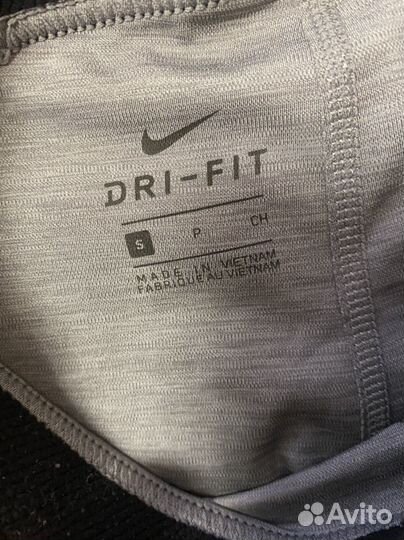 DRI-FIT
S P CH
MADE IN VIETNAM
FABRIQUE AU VIETNAM
Avito